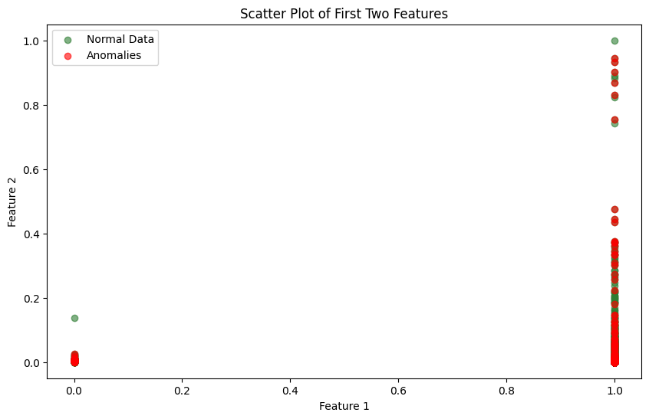 Scatter Plot of First Two Features
Normal Data
Anomalies
1.0
0.8
0.6
0.4
0.2
0.0
Feature 2
0.0 0.2 0.4 0.6 0.8 1.0
Feature 1